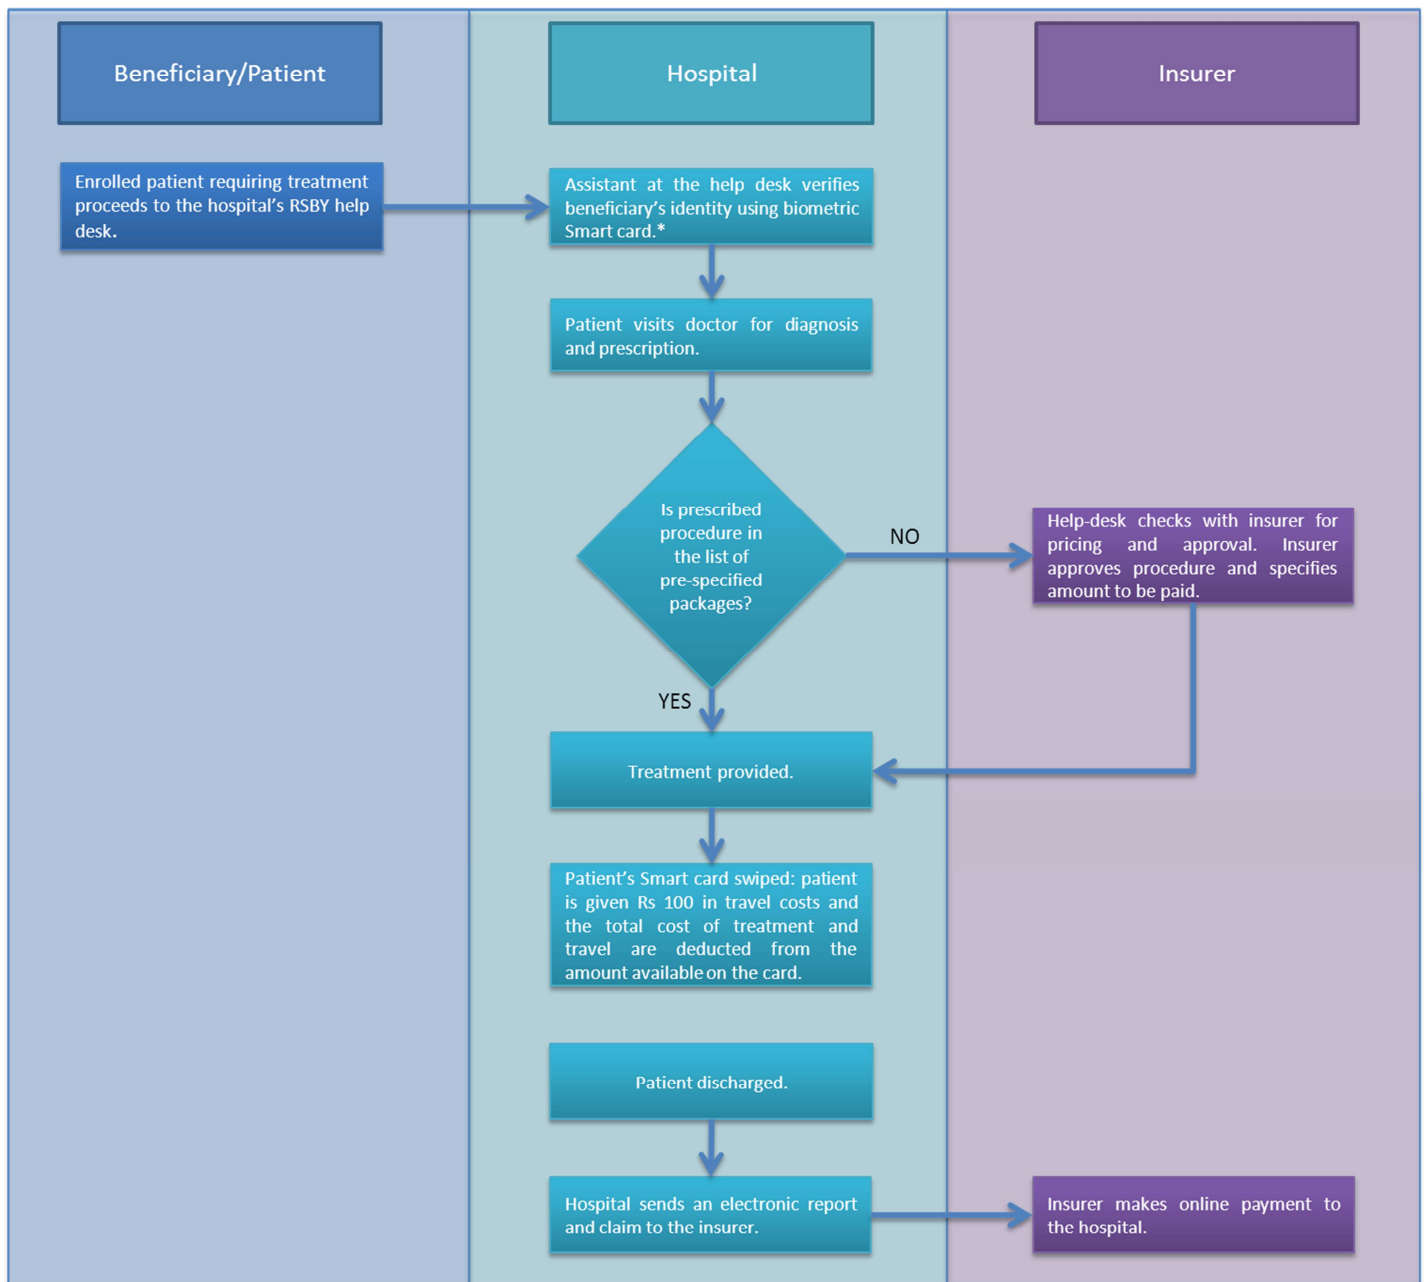 Beneficiary/Patient
Hospital
Insurer
Enrolled patient requiring treatment
proceeds to the hospital’s RSBY help
desk.
Assistant at the help desk verifies
beneficiary’s identity using biometric
Smart card.*
Patient visits doctor for diagnosis
and prescription.
Is prescribed
procedure in
the list of
pre-specified
packages?
NO
Help-desk checks with insurer for
pricing and approval. Insurer
approves procedure and specifies
amount to be paid.
YES
Treatment provided.
Patient’s Smart card swiped: patient
is given Rs 100 in travel costs and
the total cost of treatment and
travel are deducted from the
amount available on the card.
Patient discharged.
Hospital sends an electronic report
and claim to the insurer.
Insurer makes online payment to
the hospital.